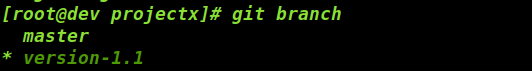 [root@dev projectx]# git branch
  master
* version-1.1